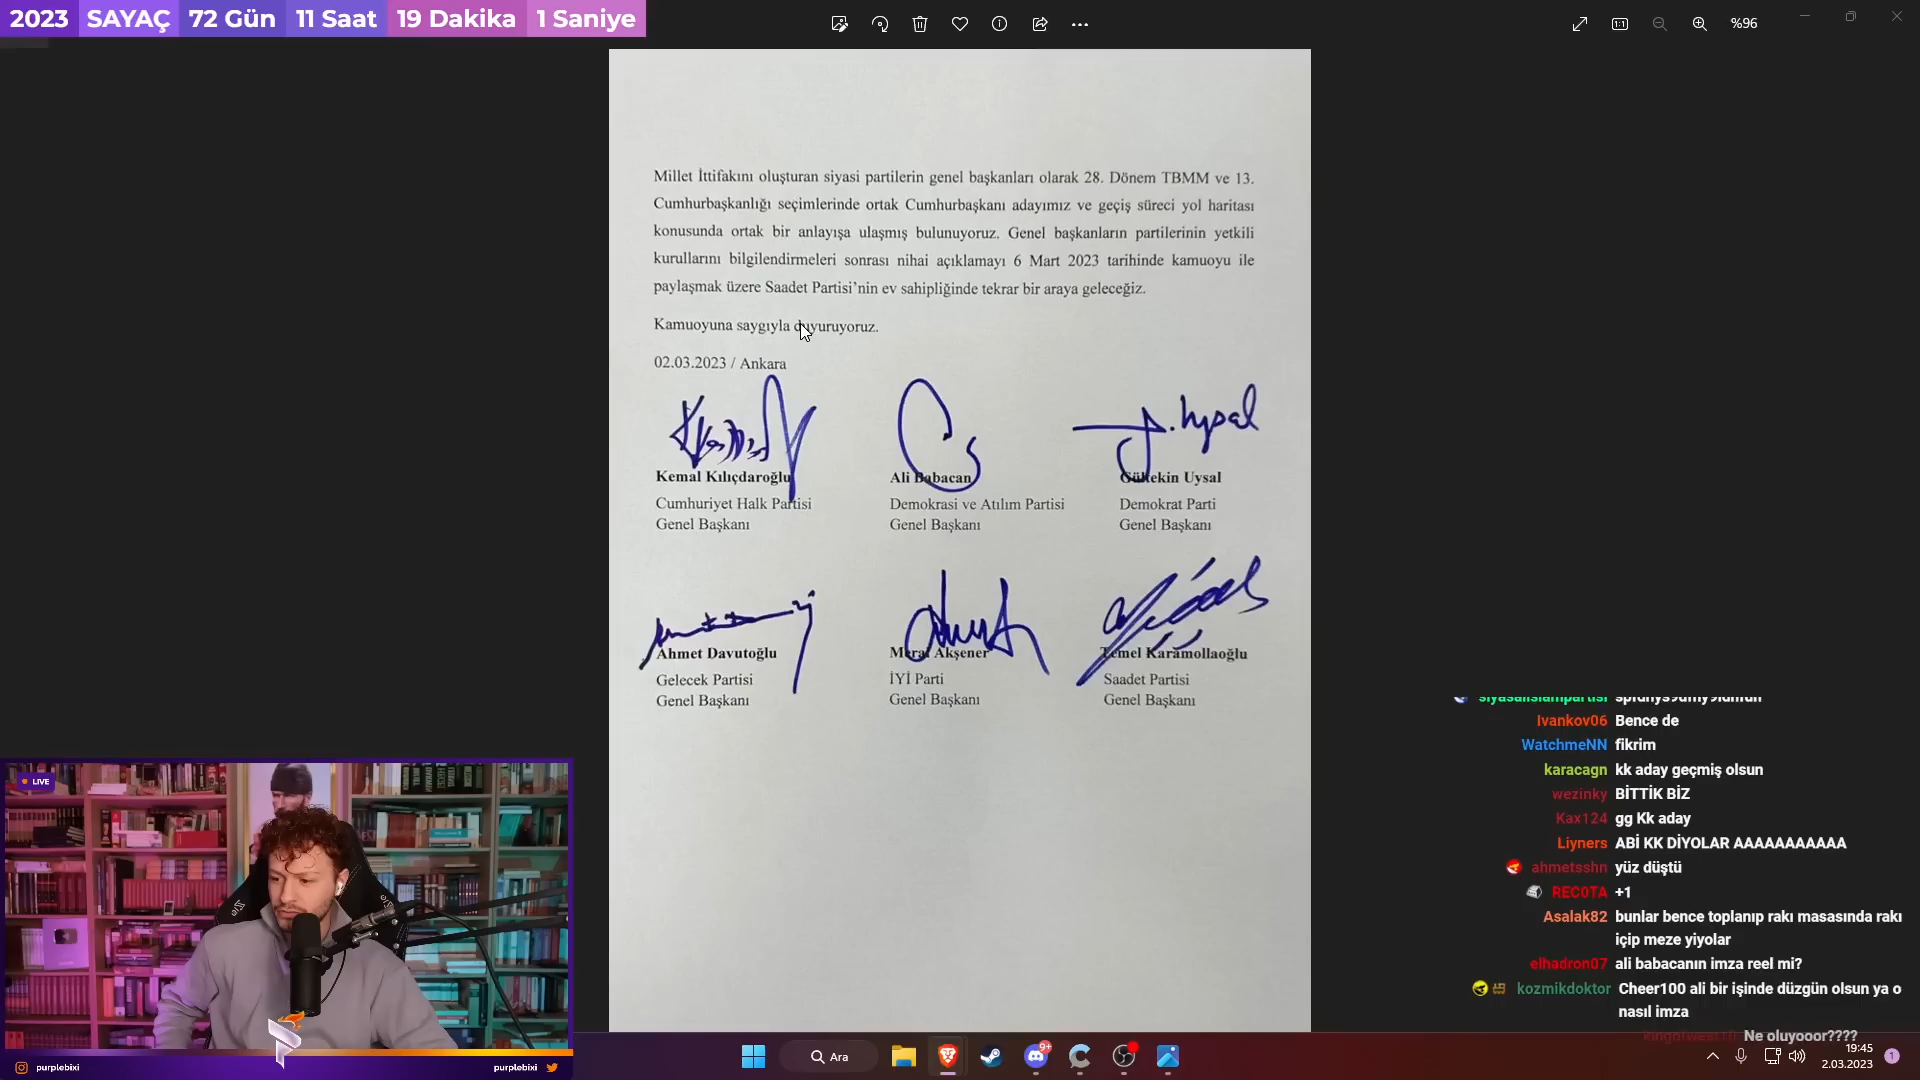 2023 SAYAÇ 72 Gün 11 Saat 19 Dakika 1 Saniye
%96
Millet İttifakını oluşturan siyasi partilerin genel başkanları olarak 28. Dönem TBMM ve 13.
Cumhurbaşkanlığı seçimlerinde ortak Cumhurbaşkanı adayımız ve geçiş süreci yol haritası
konusunda ortak bir anlayışa ulaşmış bulunuyoruz. Genel başkanların partilerinin yetkili
kurullarını bilgilendirmeleri sonrası nihai açıklamayı 6 Mart 2023 tarihinde kamuoyu ile
paylaşmak üzere Saadet Partisi’nin ev sahipliğinde tekrar bir araya geleceğiz.
Kamuoyuna saygıyla duyuruyoruz.
02.03.2023 / Ankara
Kemal Kılıçdaroğlu
Cumhuriyet Halk Partisi
Genel Başkanı
Ali Babacan
Demokrasi ve Atılım Partisi
Genel Başkanı
Gültekin Uysal
Demokrat Parti
Genel Başkanı
Ahmet Davutoğlu
Gelecek Partisi
Genel Başkanı
Meral Akşener
İYİ Parti
Genel Başkanı
Temel Karamollaoğlu
Saadet Partisi
Genel Başkanı
Ivankov06 Bence de
WatchmeNN fikrim
karacagn kk aday geçmiş olsun
wezinky BİTTİK BİZ
Kax124 gg Kk aday
Liyners ABİ KK DİYOLAR AAAAAAAAAAA
ahmetsshn yüz düştü
REC0TA +1
Asalak82 bunlar bence toplanıp rakı masasında rakı
içip meze yiyolar
elhadron07 ali babacanın imza reel mi?
kozmikdoktor Cheer100 ali bir işinde düzgün olsun ya o
nasıl imza
Ne oluyooor????
LIVE
purplebixi
purplebixi
Ara
9+
19:45
2.03.2023
1